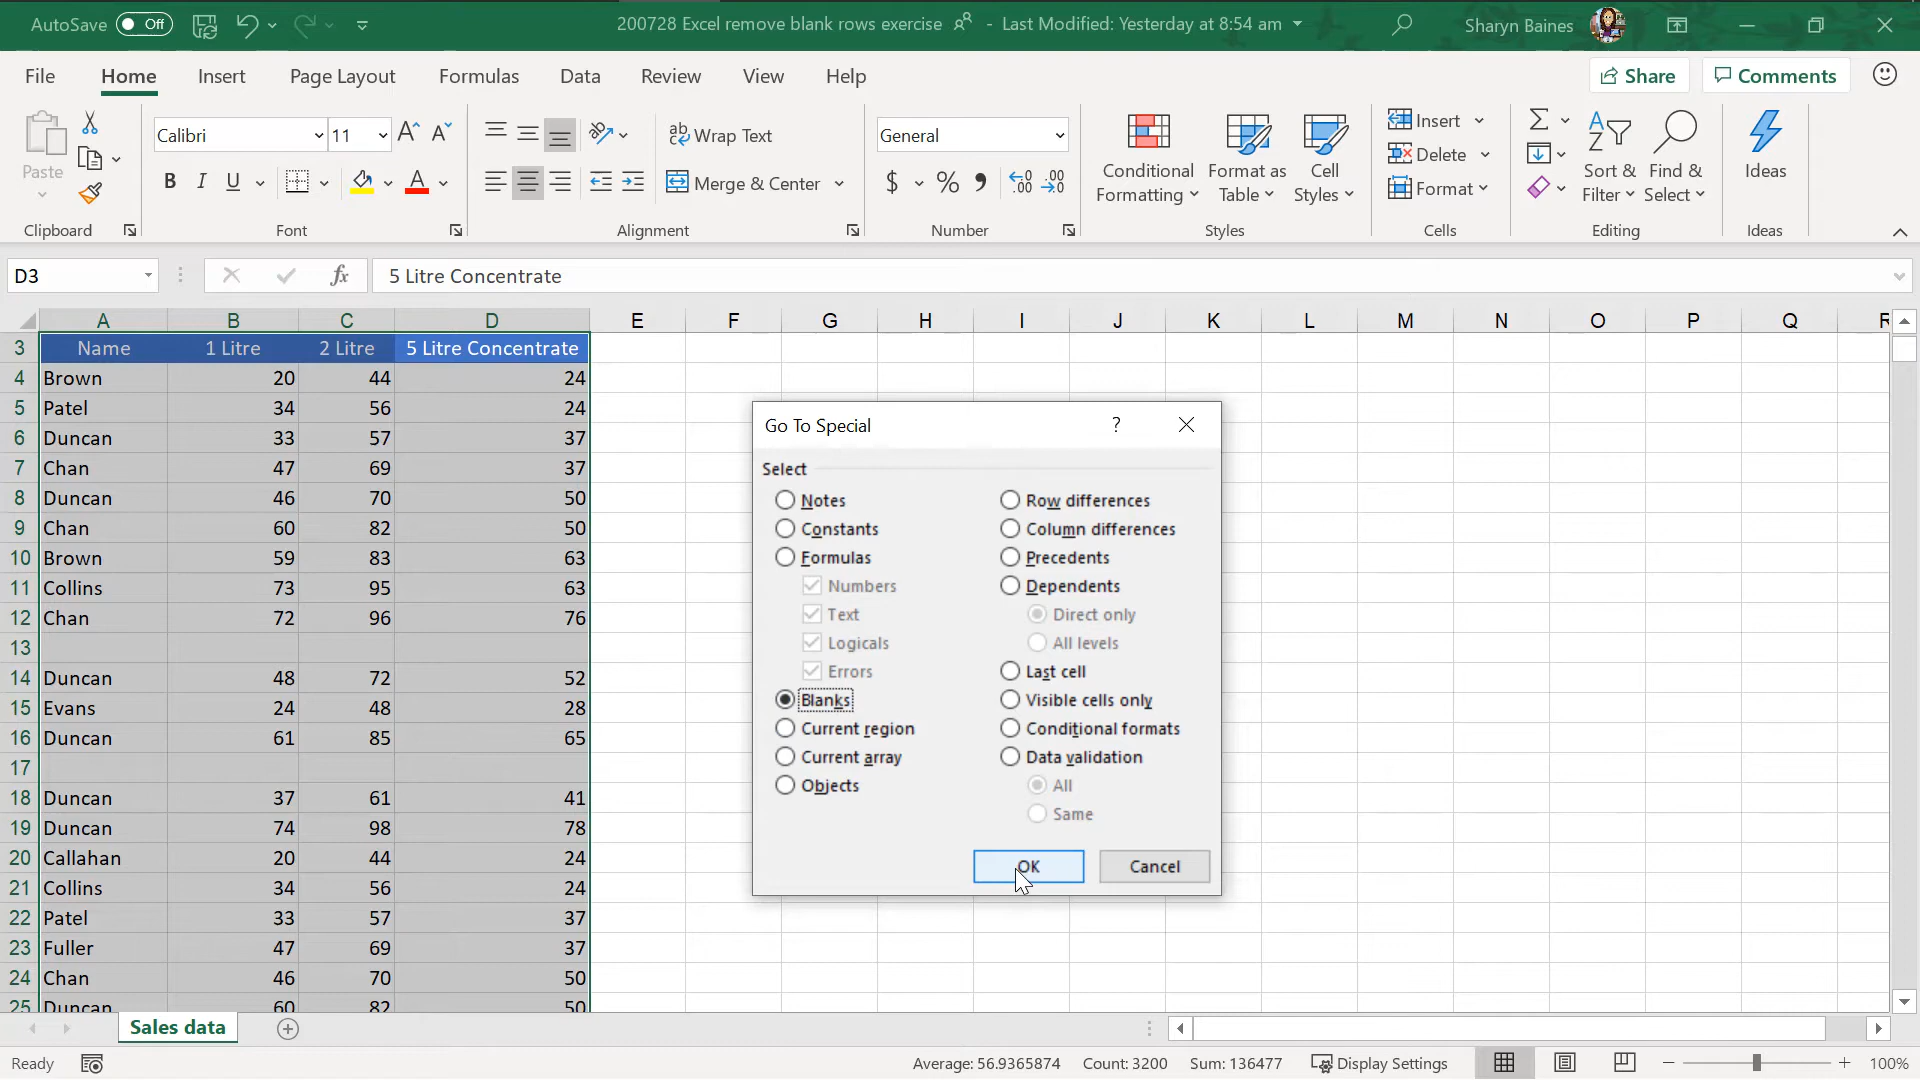 AutoSave Off 200728 Excel remove blank rows exercise - Last Modified: Yesterday at 8:54 am Sharyn Baines
File Home Insert Page Layout Formulas Data Review View Help Share Comments
Paste
Calibri 11
B I U A
Wrap Text
Merge & Center
General
$ %
Conditional Formatting
Format as Table
Cell Styles
Insert
Delete
Format
Sort & Filter
Find & Select
Ideas
Clipboard Font Alignment Number Styles Cells Editing Ideas
D3 fx 5 Litre Concentrate
A B C D E F G H I J K L M N O P Q R
3 Name 1 Litre 2 Litre 5 Litre Concentrate
4 Brown 20 44 24
5 Patel 34 56 24
6 Duncan 33 57 37
7 Chan 47 69 37
8 Duncan 46 70 50
9 Chan 60 82 50
10 Brown 59 83 63
11 Collins 73 95 63
12 Chan 72 96 76
13
14 Duncan 48 72 52
15 Evans 24 48 28
16 Duncan 61 85 65
17
18 Duncan 37 61 41
19 Duncan 74 98 78
20 Callahan 20 44 24
21 Collins 34 56 24
22 Patel 33 57 37
23 Fuller 47 69 37
24 Chan 46 70 50
25 Duncan 60 82 50
Go To Special ?
Select
Notes Row differences
Constants Column differences
Formulas Precedents
Numbers Dependents
Text Direct only
Logicals All levels
Errors Last cell
Blanks Visible cells only
Current region Conditional formats
Current array Data validation
Objects All
Same
OK Cancel
Sales data
Ready Average: 56.9365874 Count: 3200 Sum: 136477 Display Settings 100%